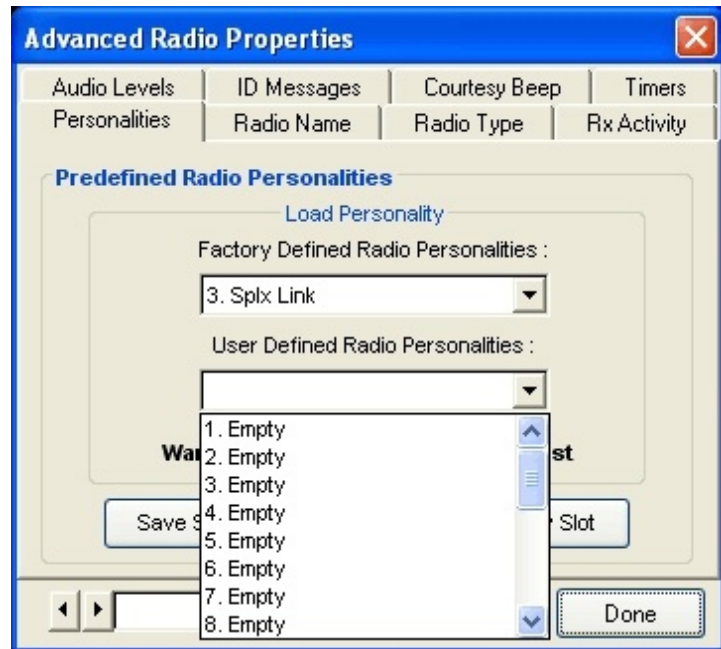 Advanced Radio Properties
Audio Levels ID Messages Courtesy Beep Timers
Personalities Radio Name Radio Type Rx Activity
Predefined Radio Personalities
Load Personality
Factory Defined Radio Personalities :
3. Splx Link
User Defined Radio Personalities :
1. Empty
2. Empty
3. Empty
4. Empty
5. Empty
6. Empty
7. Empty
8. Empty
Save
Slot
Done